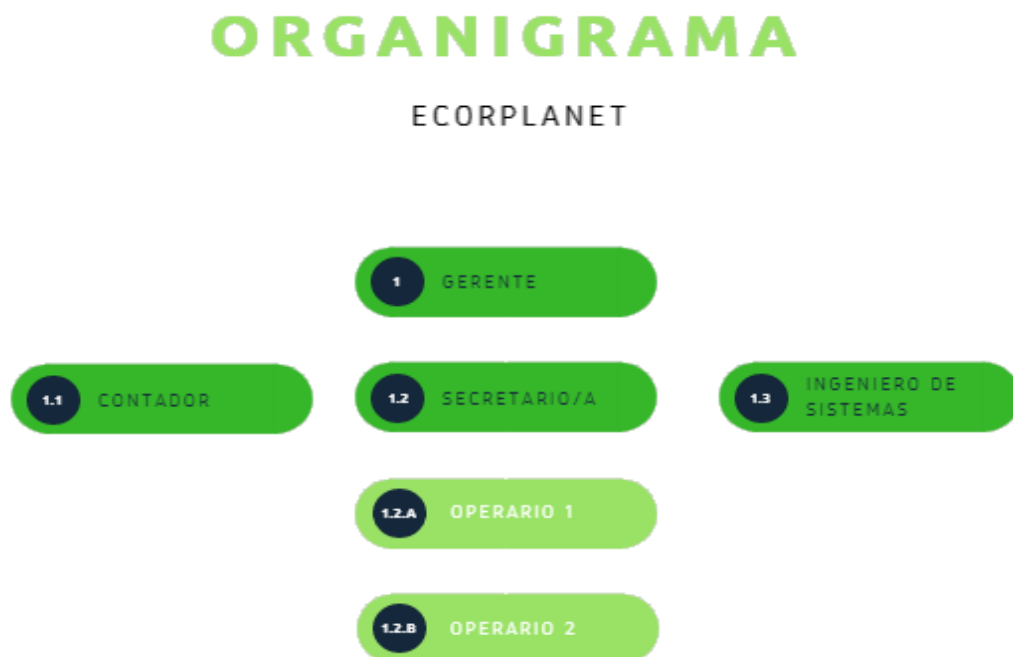 ORGANIGRAMA
ECORPLANET
1 GERENTE
1.1 CONTADOR
1.2 SECRETARIO/A
1.3 INGENIERO DE
SISTEMAS
1.2.A OPERARIO 1
1.2.B OPERARIO 2